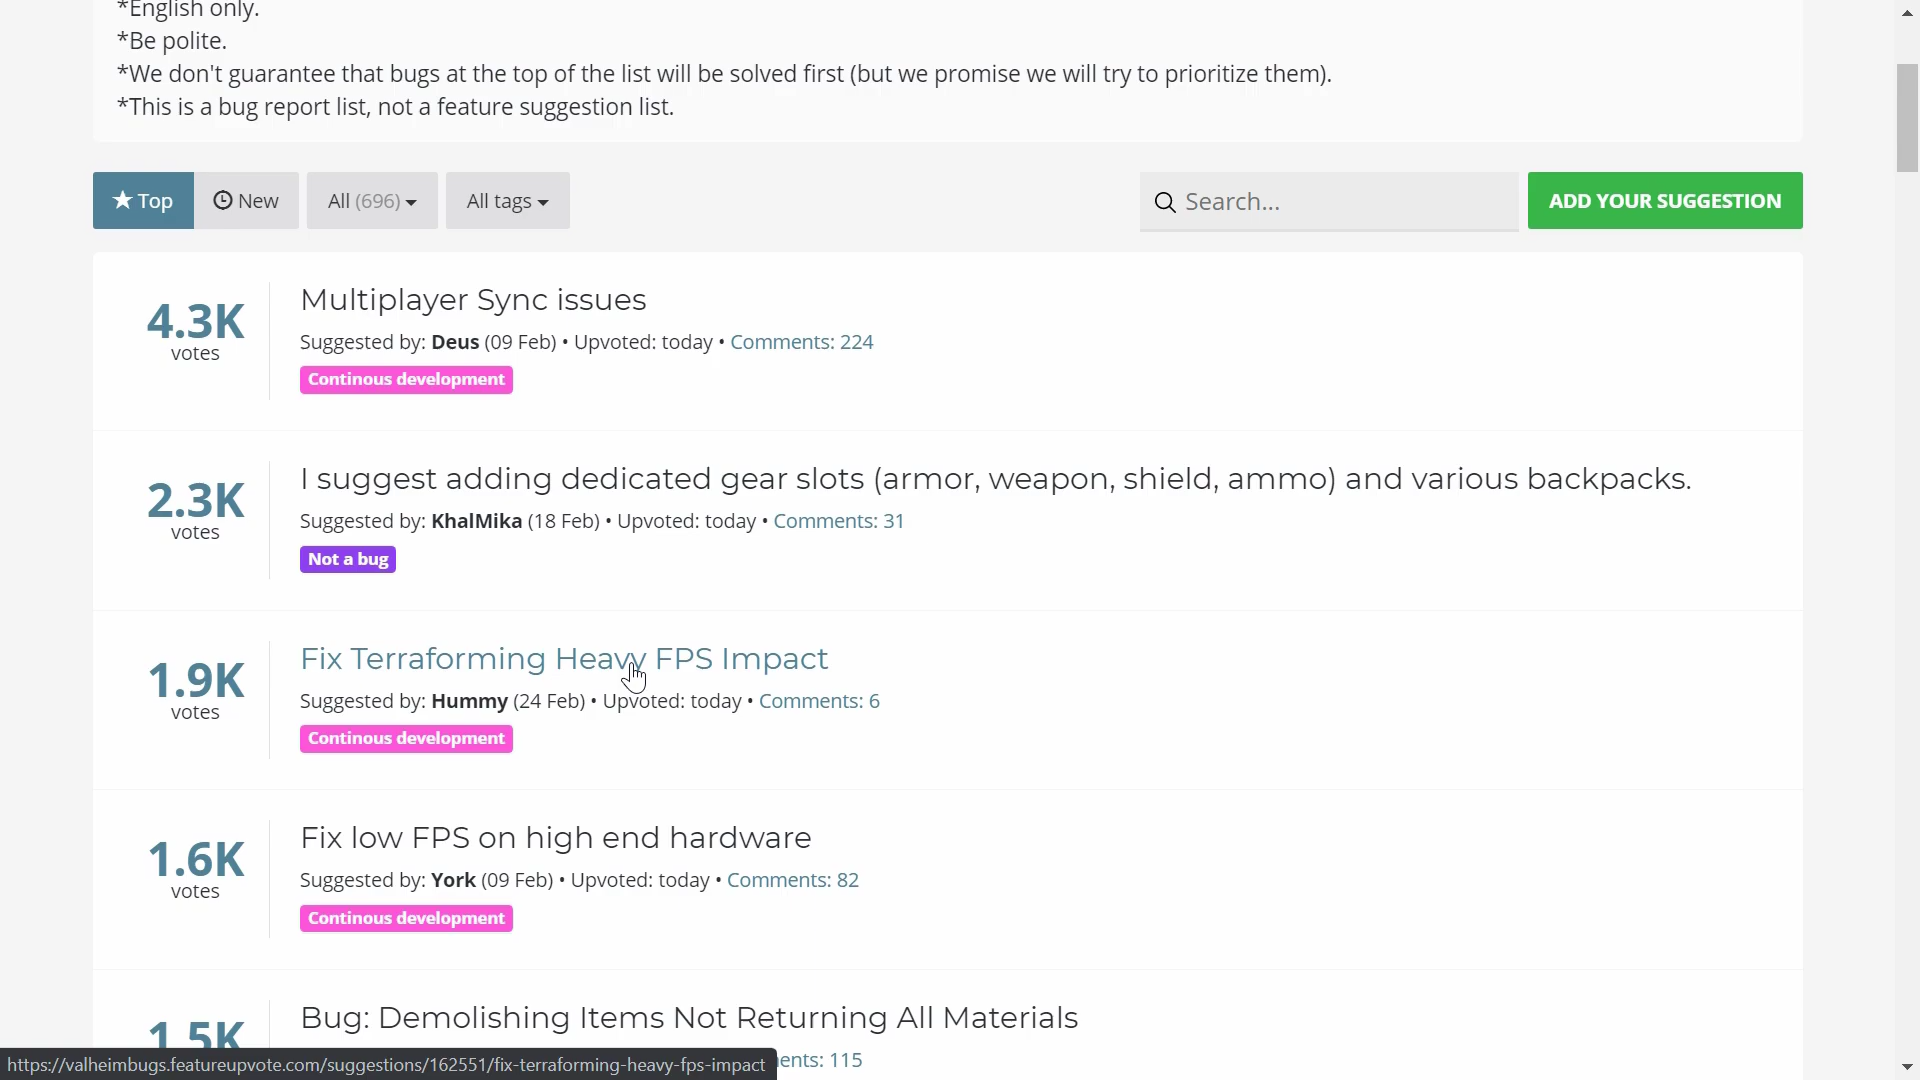 *English only.
*Be polite.
*We don't guarantee that bugs at the top of the list will be solved first (but we promise we will try to prioritize them).
*This is a bug report list, not a feature suggestion list.
Top
New
All (696)
All tags
Search...
ADD YOUR SUGGESTION
4.3K
votes
Multiplayer Sync issues
Suggested by: Deus (09 Feb) • Upvoted: today • Comments: 224
Continous development
2.3K
votes
I suggest adding dedicated gear slots (armor, weapon, shield, ammo) and various backpacks.
Suggested by: KhalMika (18 Feb) • Upvoted: today • Comments: 31
Not a bug
1.9K
votes
Fix Terraforming Heavy FPS Impact
Suggested by: Hummy (24 Feb) • Upvoted: today • Comments: 6
Continous development
1.6K
votes
Fix low FPS on high end hardware
Suggested by: York (09 Feb) • Upvoted: today • Comments: 82
Continous development
1.5K
Bug: Demolishing Items Not Returning All Materials
ents: 115
https://valheimbugs.featureupvote.com/suggestions/162551/fix-terraforming-heavy-fps-impact